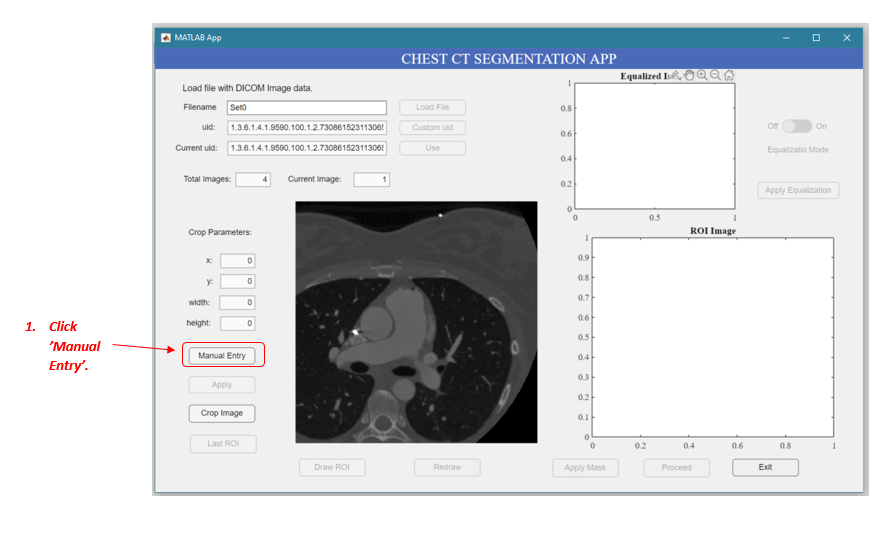 MATLAB App
CHEST CT SEGMENTATION APP
Load file with DICOM Image data.
Filename Set0 Load File
uid: 1.3.6.1.4.1.9590.100.1.2.7308615231130 Custom uid
Current uid: 1.3.6.1.4.1.9590.100.1.2.7308615231130 Use
Total Images: 4 Current Image: 1
Equalized
1
0.8
0.6
0.4
0.2
0
0 0.5 1
Off On
Equalizatio Mode
Apply Equalization
Crop Parameters:
x: 0
y: 0
width: 0
height: 0
1. Click
'Manual
Entry'.
Manual Entry
Apply
Crop Image
Last ROI
ROI Image
1
0.9
0.8
0.7
0.6
0.5
0.4
0.3
0.2
0.1
0
0 0.2 0.4 0.6 0.8 1
Draw ROI Redraw Apply Mask Proceed Exit